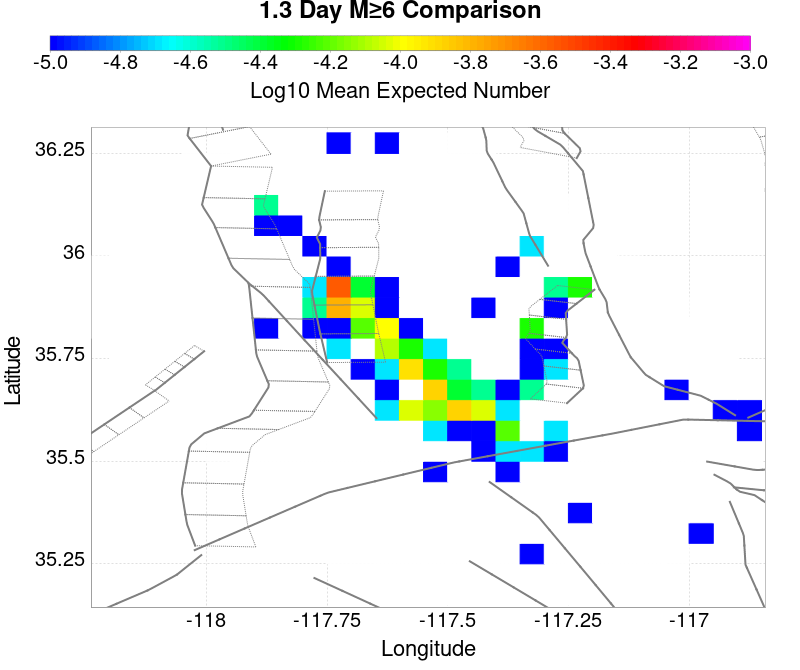 1.3 Day M≥6 Comparison
-5.0 -4.8 -4.6 -4.4 -4.2 -4.0 -3.8 -3.6 -3.4 -3.2 -3.0
Log10 Mean Expected Number
36.25
36
35.75
35.5
35.25
Latitude
-118 -117.75 -117.5 -117.25 -117
Longitude